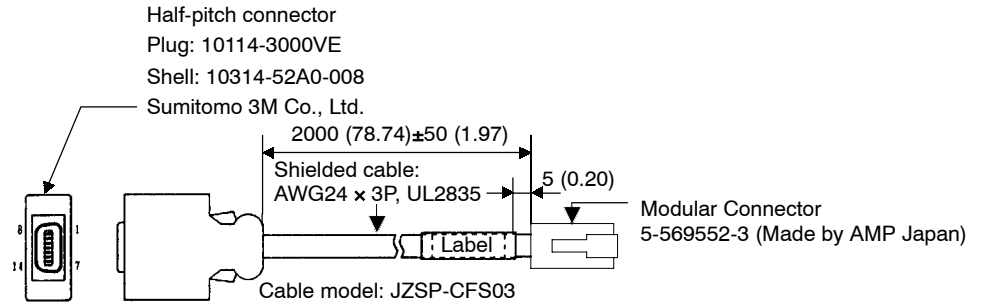 Half-pitch connector
Plug: 10114-3000VE
Shell: 10314-52A0-008
Sumitomo 3M Co., Ltd.
2000 (78.74)±50 (1.97)
Shielded cable:
AWG24 × 3P, UL2835
5 (0.20)
Modular Connector
5-569552-3 (Made by AMP Japan)
8 1
14 7
Label
Cable model: JZSP-CFS03